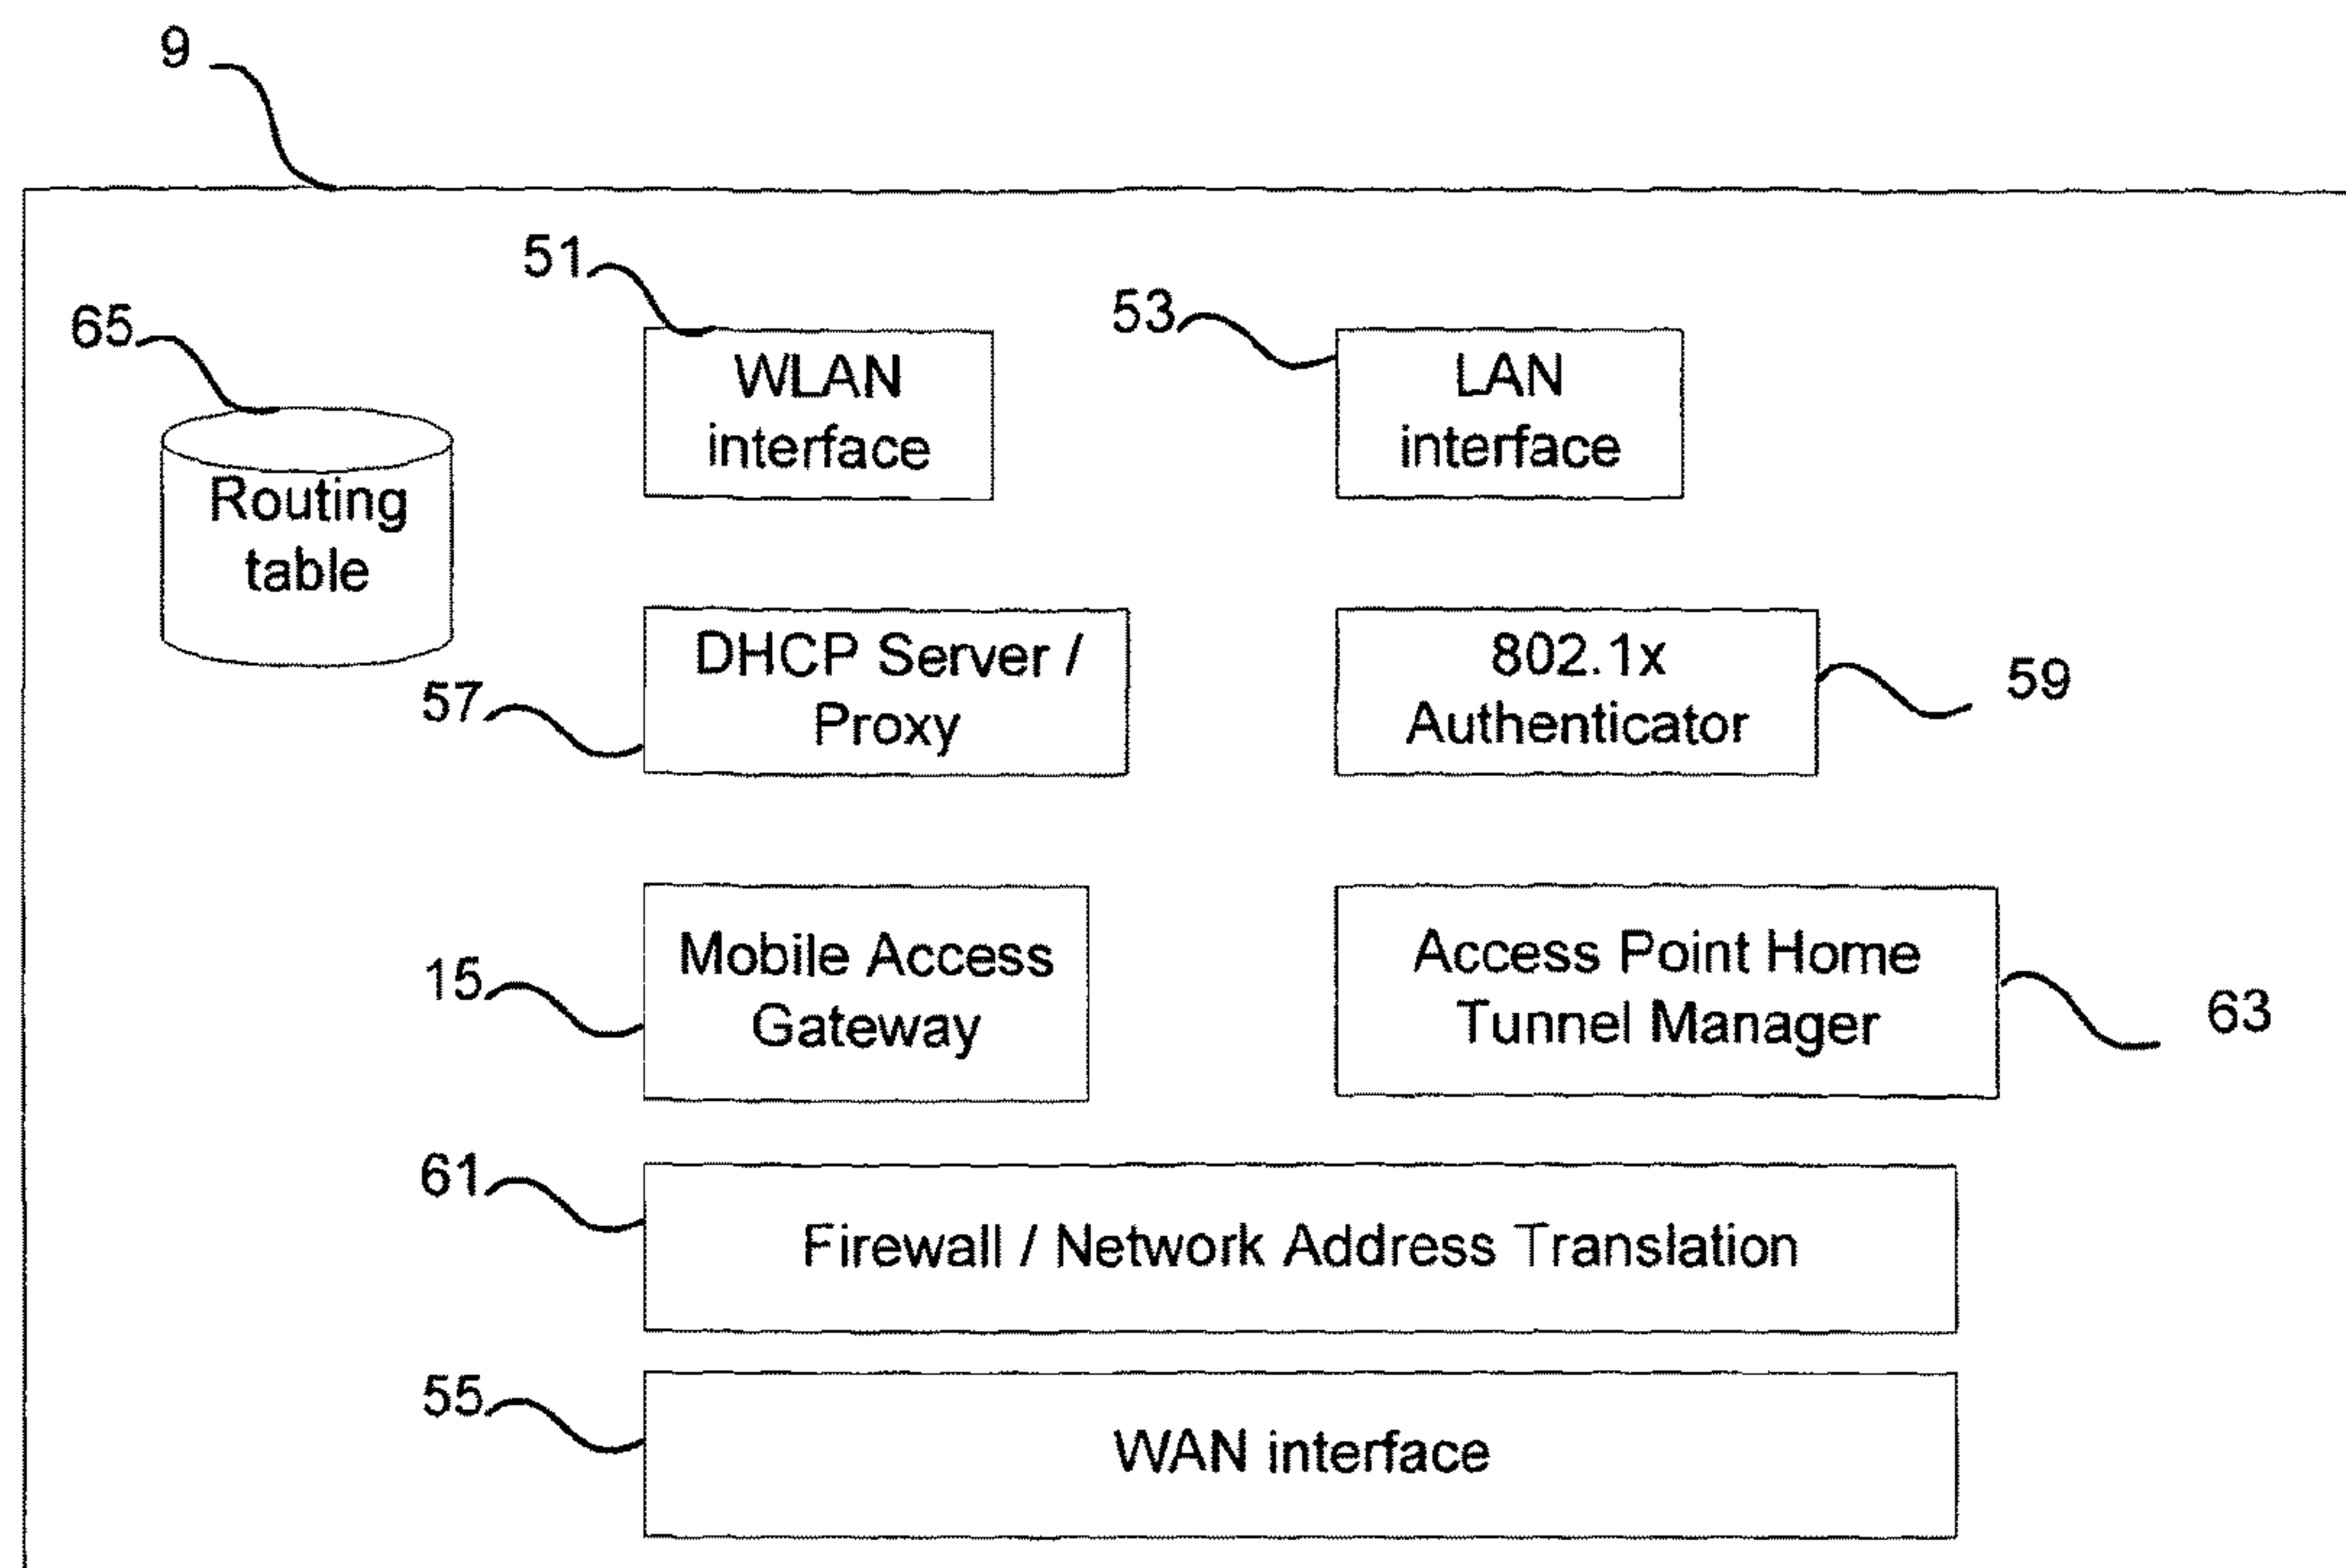 9
51
53
65
WLAN
interface
LAN
interface
Routing
table
DHCP Server /
Proxy
57
802.1x
Authenticator
59
Mobile Access
Gateway
15
Access Point Home
Tunnel Manager
63
61
Firewall / Network Address Translation
55
WAN interface